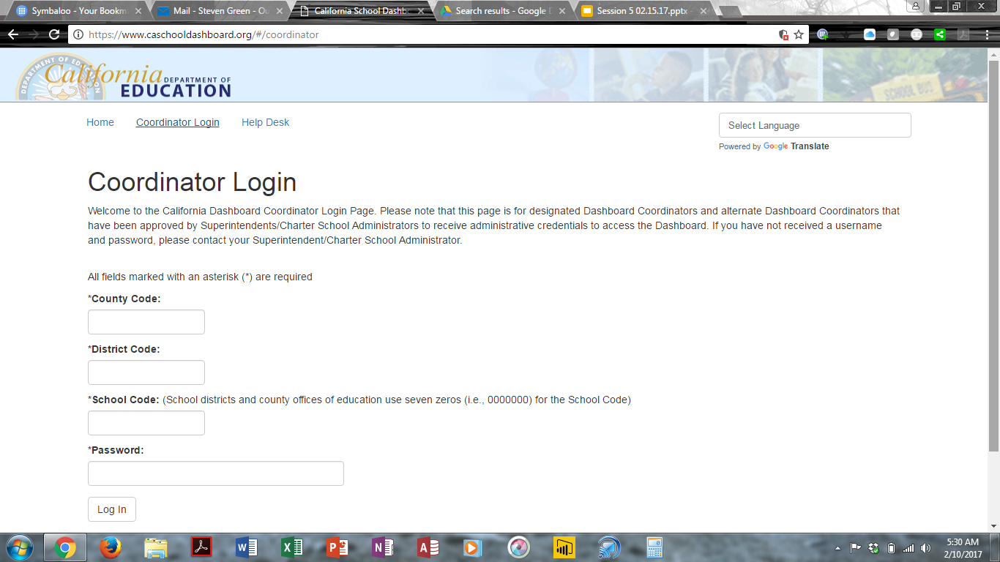 Symbaloo - Your Bookm
Mail - Steven Green - Ou
California School Dashb
Search results - Google D
Session 5 02.15.17.pptx -
https://www.caschooldashboard.org/#/coordinator
DEPARTMENT OF EDUCATION
California DEPARTMENT OF
EDUCATION
SCHOOL BUS
Home Coordinator Login Help Desk
Select Language
Powered by Google Translate
Coordinator Login
Welcome to the California Dashboard Coordinator Login Page. Please note that this page is for designated Dashboard Coordinators and alternate Dashboard Coordinators that
have been approved by Superintendents/Charter School Administrators to receive administrative credentials to access the Dashboard. If you have not received a username
and password, please contact your Superintendent/Charter School Administrator.
All fields marked with an asterisk (*) are required
*County Code:
*District Code:
*School Code: (School districts and county offices of education use seven zeros (i.e., 0000000) for the School Code)
*Password:
Log In
5:30 AM
2/10/2017